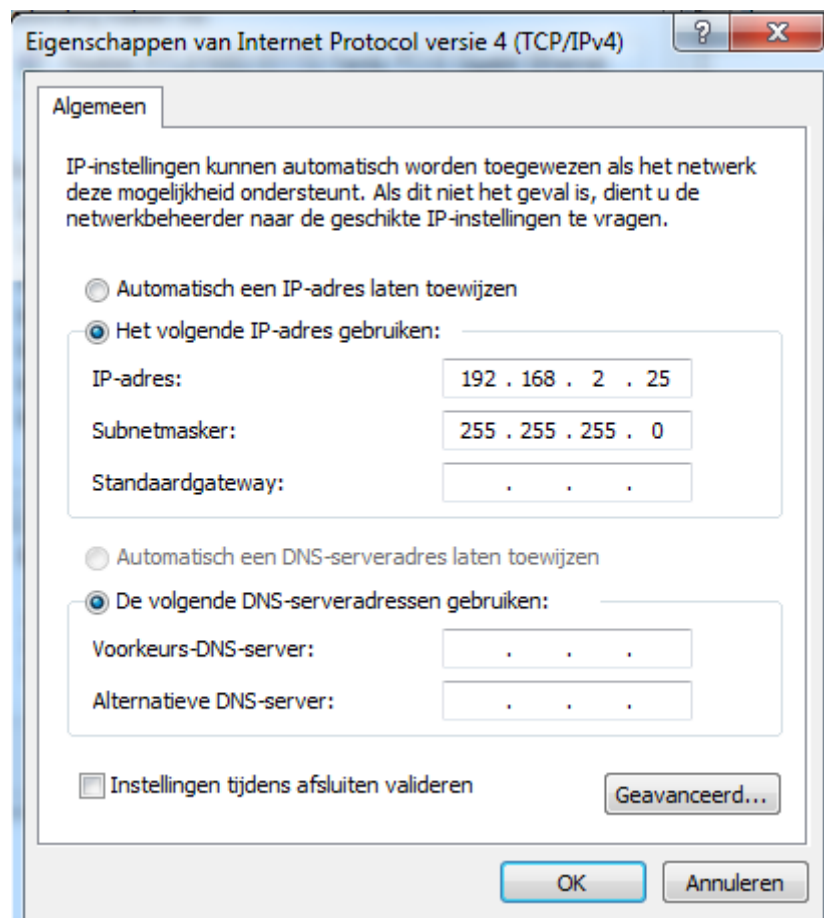 Eigenschappen van Internet Protocol versie 4 (TCP/IPv4)
?
Algemeen
IP-instellingen kunnen automatisch worden toegewezen als het netwerk
deze mogelijkheid ondersteunt. Als dit niet het geval is, dient u de
netwerkbeheerder naar de geschikte IP-instellingen te vragen.
Automatisch een IP-adres laten toewijzen
Het volgende IP-adres gebruiken:
IP-adres: 192 . 168 . 2 . 25
Subnetmasker: 255 . 255 . 255 . 0
Standaardgateway: . . .
Automatisch een DNS-serveradres laten toewijzen
De volgende DNS-serveradressen gebruiken:
Voorkeurs-DNS-server: . . .
Alternatieve DNS-server: . . .
Instellingen tijdens afsluiten valideren
Geavanceerd...
OK Annuleren